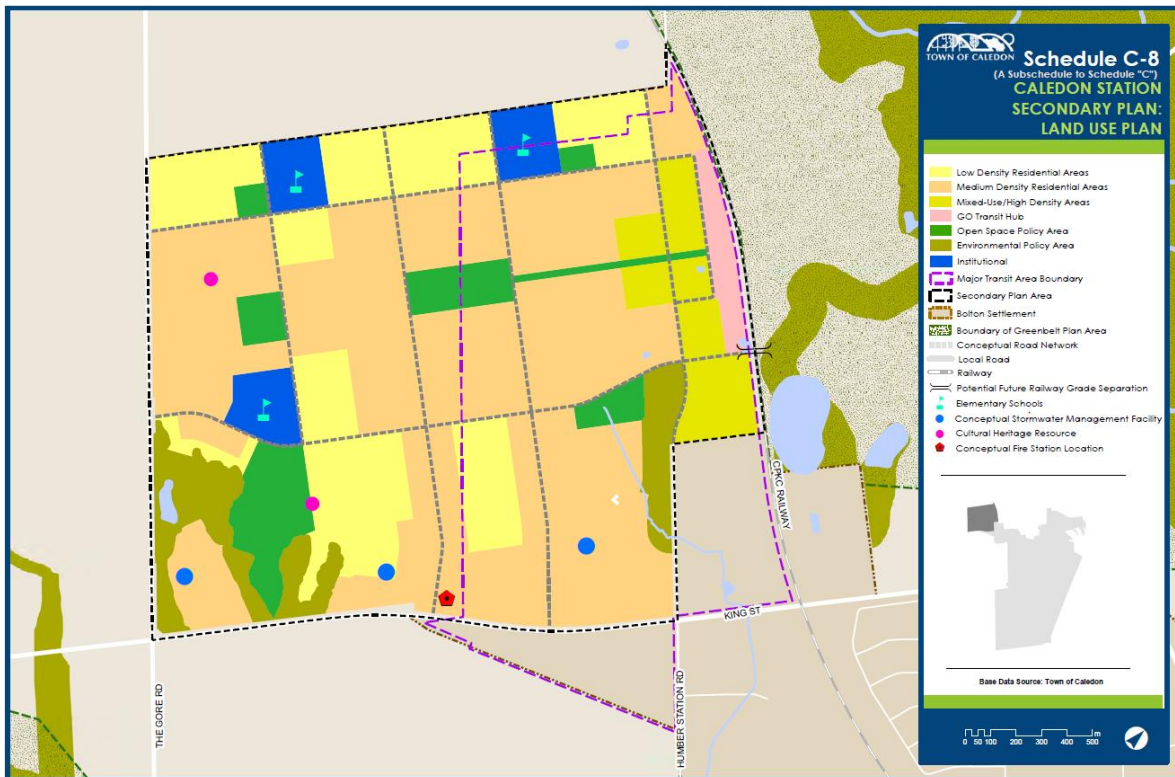 TOWN OF CALEDON
Schedule C-8
(A Subschedule to Schedule "C")
CALEDON STATION
SECONDARY PLAN:
LAND USE PLAN
Low Density Residential Areas
Medium Density Residential Areas
Mixed-Use/High Density Areas
GO Transit Hub
Open Space Policy Area
Environmental Policy Area
Institutional
Major Transit Area Boundary
Secondary Plan Area
Bolton Settlement
Boundary of Greenbelt Plan Area
Conceptual Road Network
Local Road
Railway
Potential Future Railway Grade Separation
Elementary Schools
Conceptual Stormwater Management Facility
Cultural Heritage Resource
Conceptual Fire Station Location
Base Data Source: Town of Caledon
m
0 50 100 200 300 400 500
CPKC RAILWAY
KING ST
THE GORE RD
HUMBER STATION RD